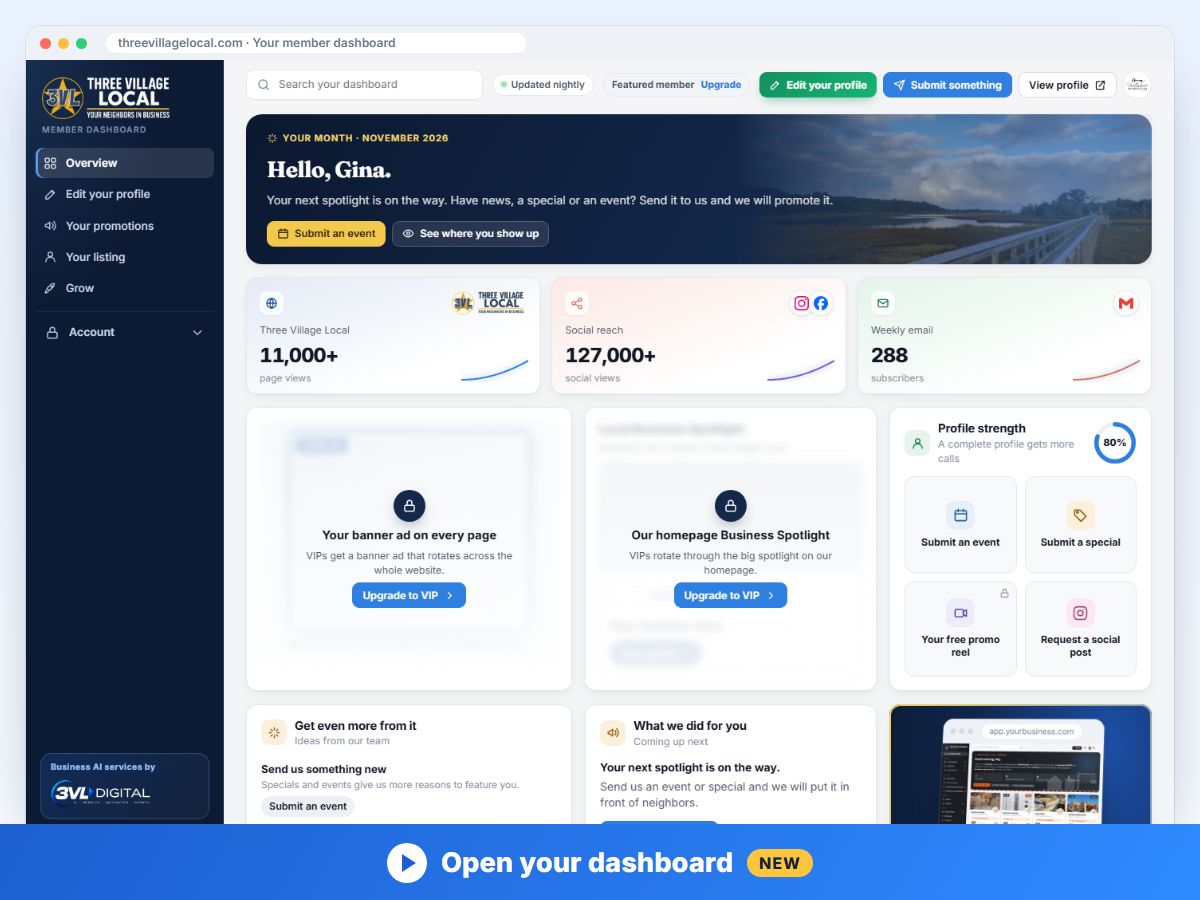 threevillagelocal.com · Your member dashboard
3VL THREE VILLAGE
LOCAL
YOUR NEIGHBORS IN BUSINESS
MEMBER DASHBOARD
Overview
Edit your profile
Your promotions
Your listing
Grow
Account
Business AI services by
3VL DIGITAL
Search your dashboard
Updated nightly
Featured member Upgrade
Edit your profile
Submit something
View profile
YOUR MONTH · NOVEMBER 2026
Hello, Gina.
Your next spotlight is on the way. Have news, a special or an event? Send it to us and we will promote it.
Submit an event
See where you show up
3VL THREE VILLAGE
LOCAL
YOUR NEIGHBORS IN BUSINESS
Three Village Local
11,000+
page views
Social reach
127,000+
social views
Weekly email
288
subscribers
Your banner ad on every page
VIPs get a banner ad that rotates across the
whole website.
Upgrade to VIP
Our homepage Business Spotlight
VIPs rotate through the big spotlight on our
homepage.
Upgrade to VIP
Profile strength
A complete profile gets more
calls
80%
Submit an event
Submit a special
Your free promo
reel
Request a social
post
Get even more from it
Ideas from our team
Send us something new
Specials and events give us more reasons to feature you.
Submit an event
What we did for you
Coming up next
Your next spotlight is on the way.
Send us an event or special and we will put it in
front of neighbors.
app.yourbusiness.com
Open your dashboard NEW